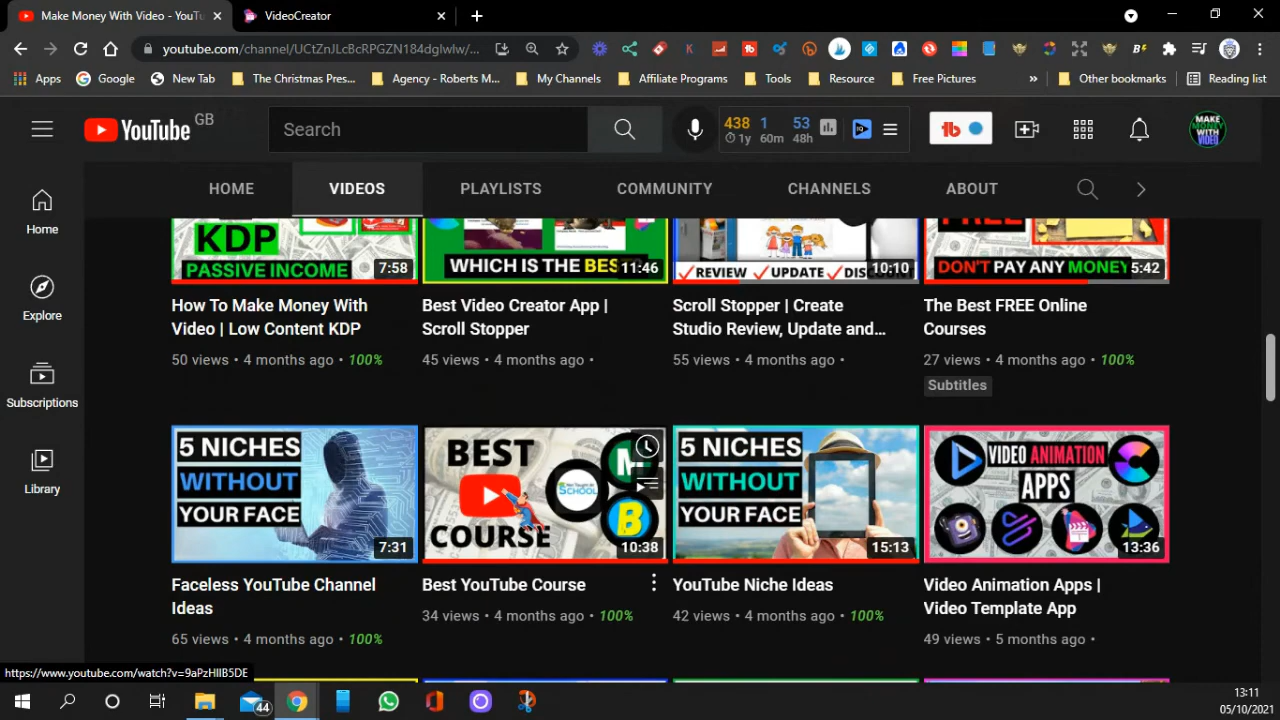 Make Money With Video - YouTu
VideoCreator
youtube.com/channel/UCtZnJLcBcRPGZN184dglwlw/...
Apps
Google
New Tab
The Christmas Pres...
Agency - Roberts M...
My Channels
Affiliate Programs
Tools
Resource
Free Pictures
»
Other bookmarks
Reading list
YouTube GB
Search
438 1 53
1y 60m 48h
MAKE
MONEY
WITH
VIDEO
HOME
VIDEOS
PLAYLISTS
COMMUNITY
CHANNELS
ABOUT
Home
Explore
Subscriptions
Library
KDP
PASSIVE INCOME
7:58
WHICH IS THE BES
11:46
REVIEW UPDATE DISCOUNT
10:10
FREE
DON'T PAY ANY MONEY
5:42
How To Make Money With
Video | Low Content KDP
50 views • 4 months ago • 100%
Best Video Creator App |
Scroll Stopper
45 views • 4 months ago •
Scroll Stopper | Create
Studio Review, Update and...
55 views • 4 months ago •
The Best FREE Online
Courses
27 views • 4 months ago • 100%
Subtitles
5 NICHES
WITHOUT
YOUR FACE
7:31
BEST
COURSE
SCHOOL
B
10:38
5 NICHES
WITHOUT
YOUR FACE
15:13
VIDEO ANIMATION
APPS
13:36
Faceless YouTube Channel
Ideas
65 views • 4 months ago • 100%
Best YouTube Course
34 views • 4 months ago • 100%
YouTube Niche Ideas
42 views • 4 months ago • 100%
Video Animation Apps |
Video Template App
49 views • 5 months ago •
https://www.youtube.com/watch?v=9aPzHIIB5DE
44
13:11
05/10/2021